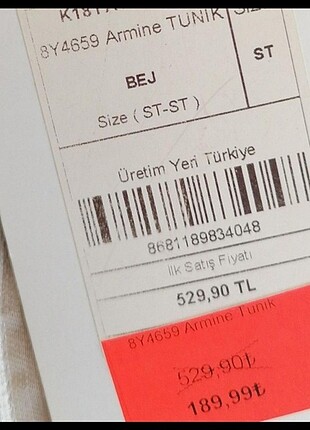 8Y4659 Armine TUNİK
BEJ
ST
Size ( ST-ST )
Üretim Yeri Türkiye
8681189834048
İlk Satış Fiyatı
529,90 TL
8Y4659 Armine Tunik
529,90₺
189,99₺